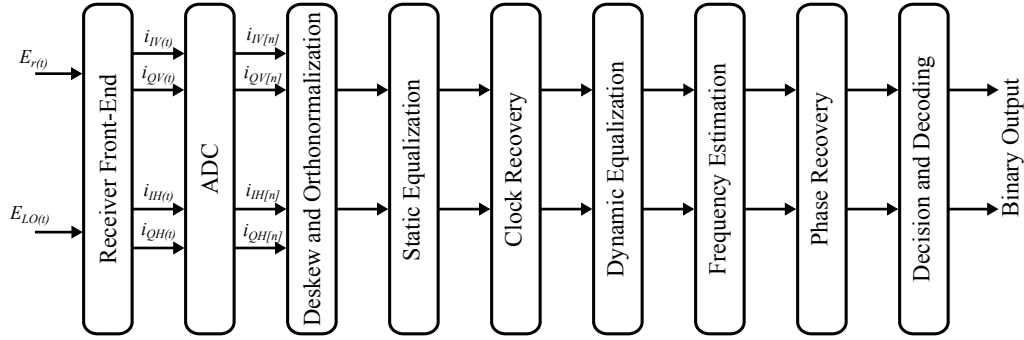 E_r(t)
E_LO(t)
Receiver Front-End
i_IV(t)
i_QV(t)
i_IH(t)
i_QH(t)
ADC
i_IV[n]
i_QV[n]
i_IH[n]
i_QH[n]
Deskew and Orthonormalization
Static Equalization
Clock Recovery
Dynamic Equalization
Frequency Estimation
Phase Recovery
Decision and Decoding
Binary Output